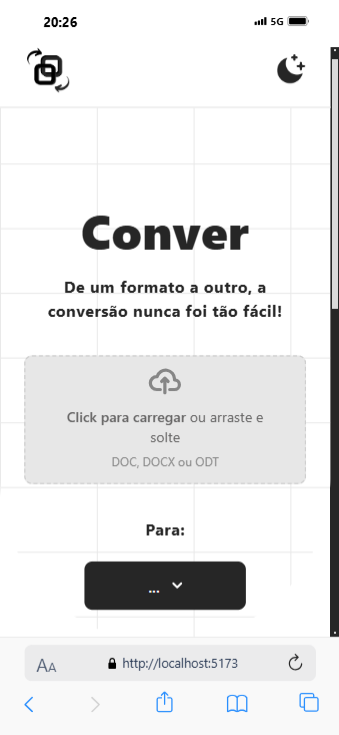 20:26
5G
Conver
De um formato a outro, a
conversão nunca foi tão fácil!
Click para carregar ou arraste e
solte
DOC, DOCX ou ODT
Para:
...
AA http://localhost:5173